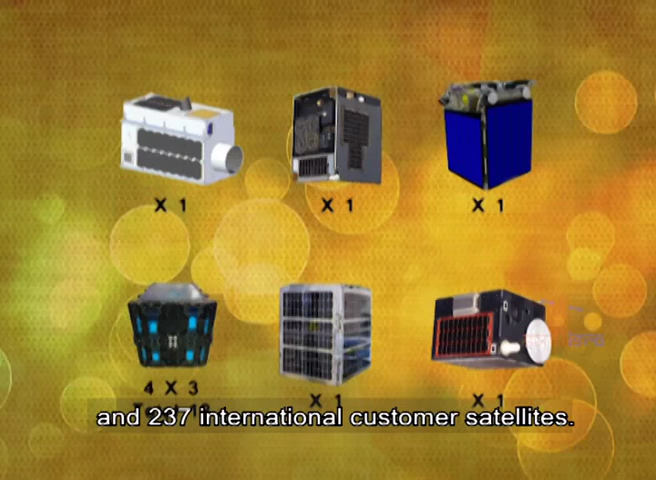 X 1
X 1
X 1
4 X 3
X 1
X 1
and 237 international customer satellites.